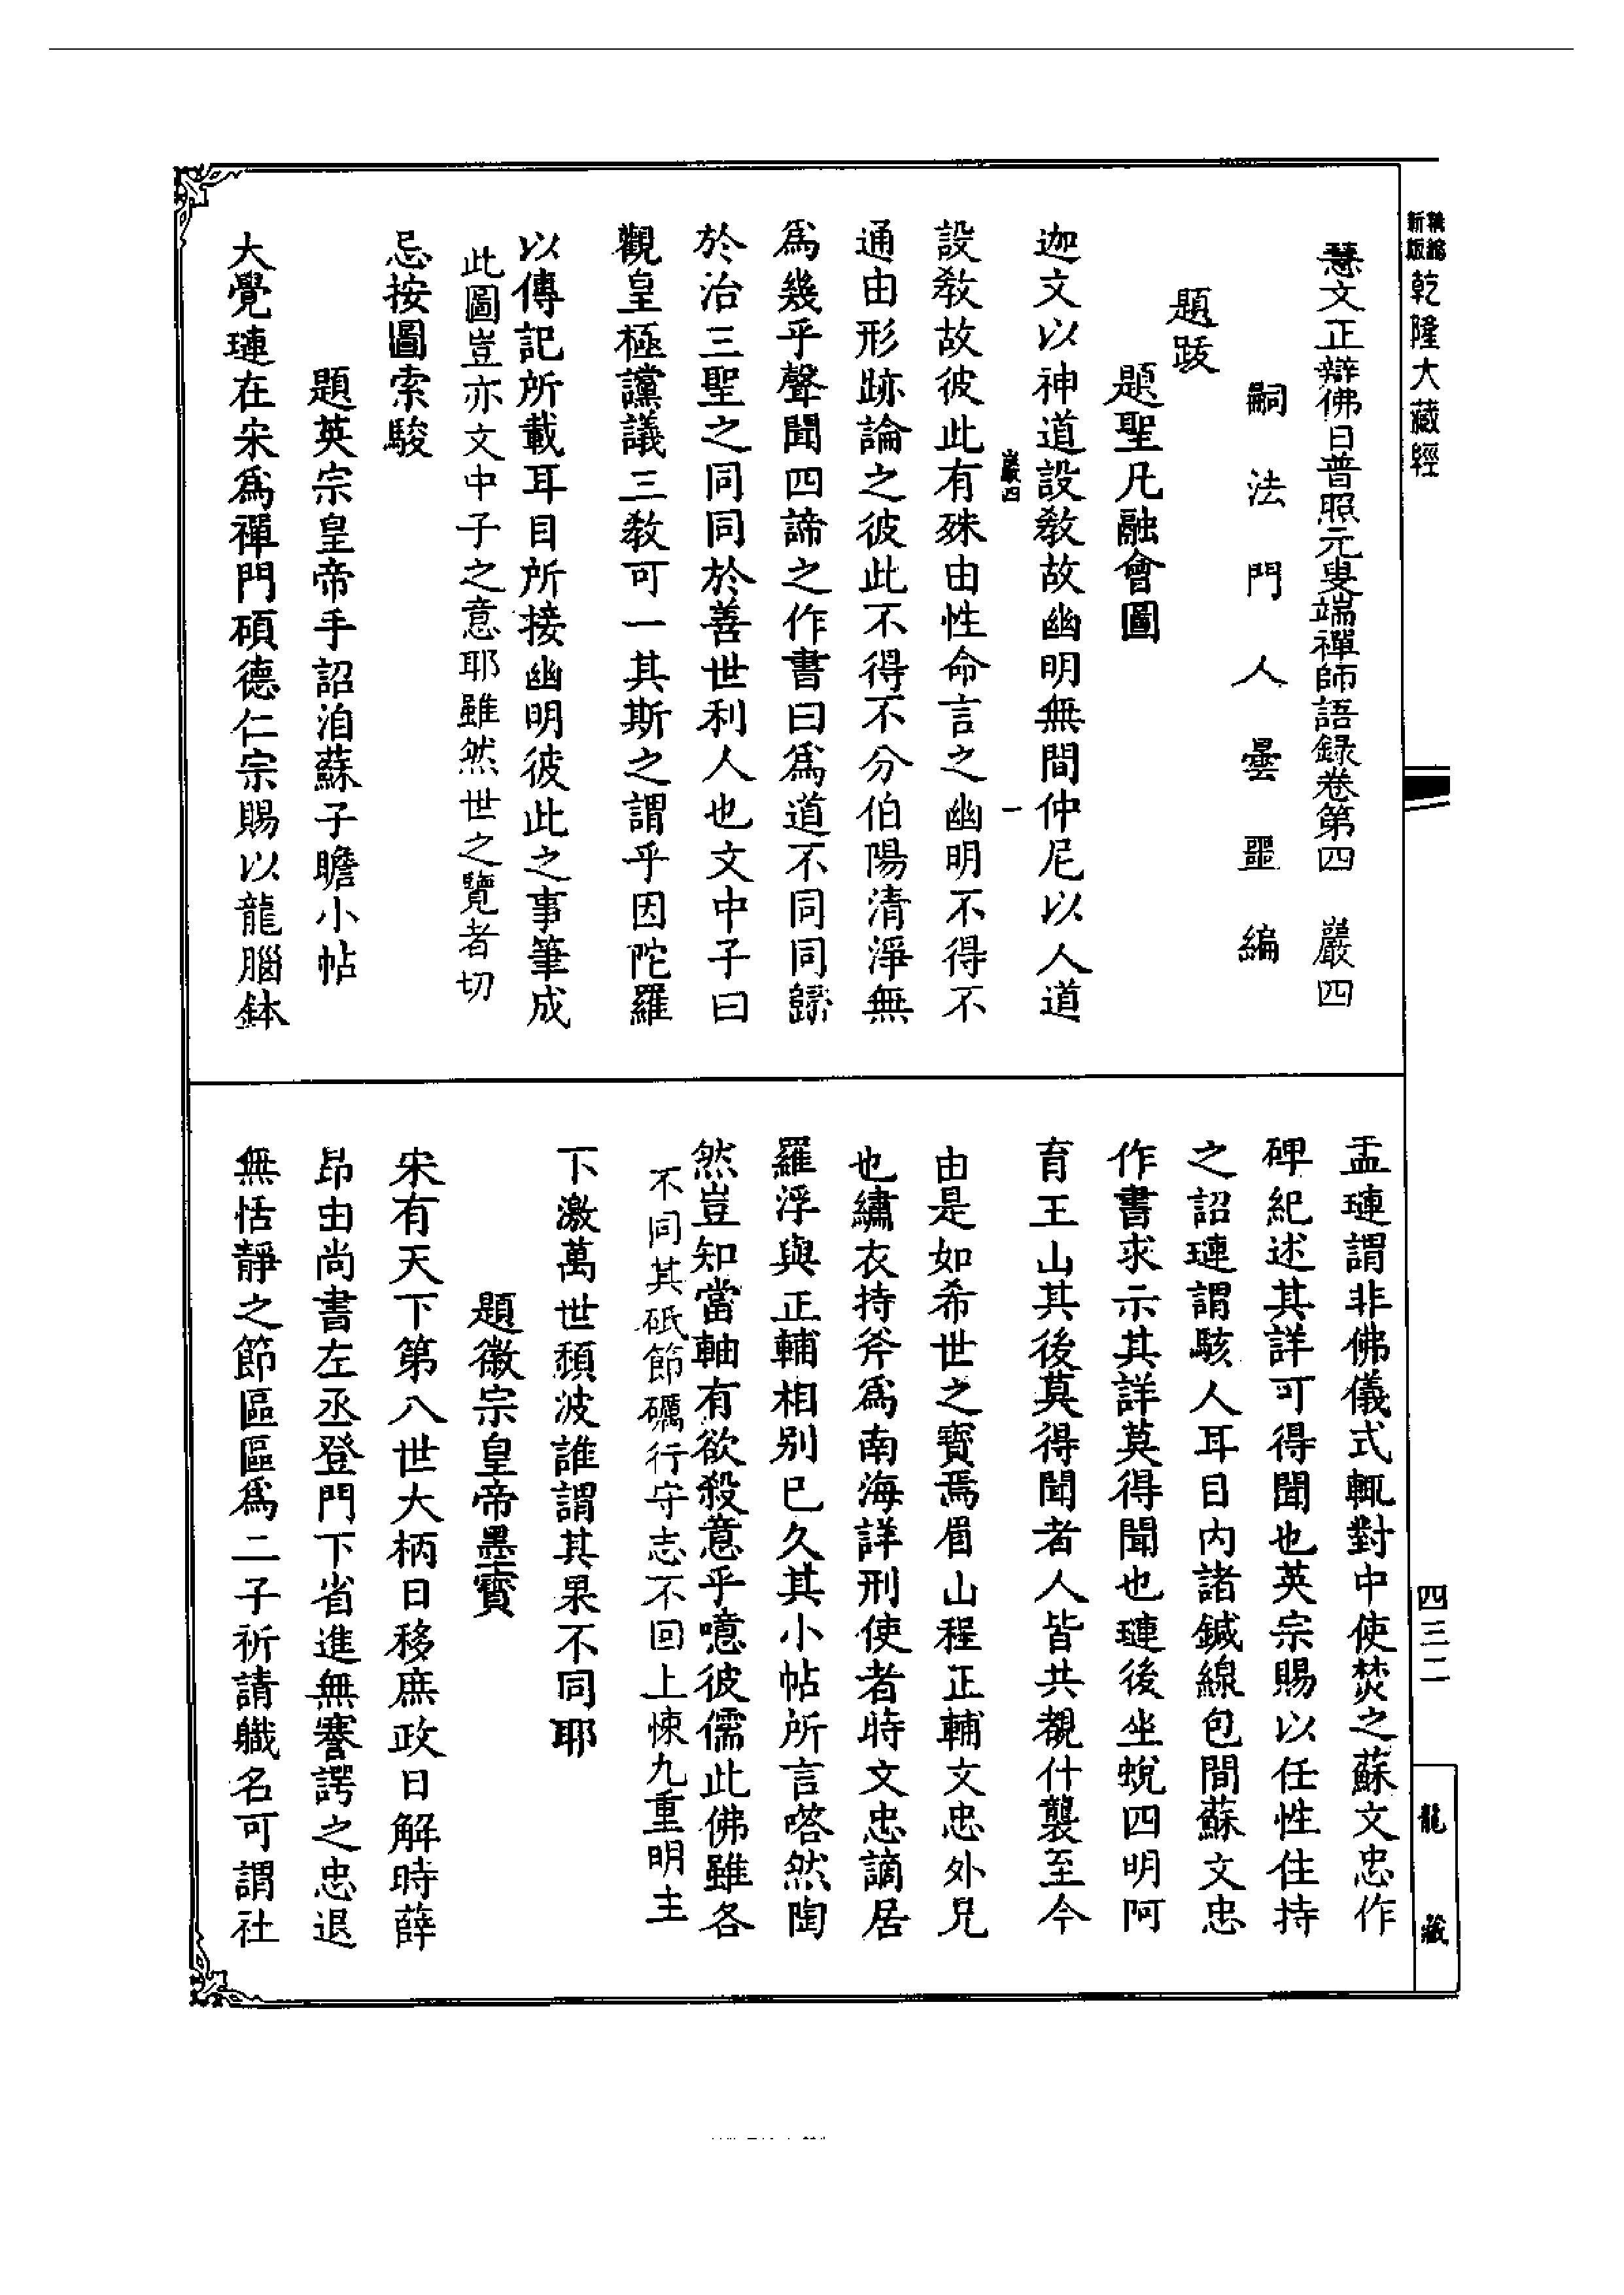 新版精縮
乾隆大藏經
慧文正辯佛日普照元叟端禪師語錄卷第四　嚴四
嗣法門人曇噩編
題跋
題聖凡融會圖
迦文以神道設教故幽明無間仲尼以人道
嚴四　一
設教故彼此有殊由性命言之幽明不得不
通由形跡論之彼此不得不分伯陽清淨無
爲幾乎聲聞四諦之作書曰爲道不同同歸
於治三聖之同同於善世利人也文中子曰
觀皇極讜議三教可一其斯之謂乎因陀羅
以傳記所載耳目所接幽明彼此之事筆成
此圖豈亦文中子之意耶雖然世之覽者切
忌按圖索駿
題英宗皇帝手詔洎蘇子瞻小帖
大覺璉在宋爲禪門碩德仁宗賜以龍腦鉢
盂璉謂非佛儀式輒對中使焚之蘇文忠作
碑紀述其詳可得聞也英宗賜以任性住持
之詔璉謂駭人耳目內諸鍼線包間蘇文忠
作書求示其詳莫得聞也璉後坐蛻四明阿
育王山其後莫得聞者人皆共覩什襲至今
由是如希世之寶焉眉山程正輔文忠外兄
也繡衣持斧爲南海詳刑使者時文忠謫居
羅浮與正輔相別已久其小帖所言喀然陶
然豈知當軸有欲殺意乎噫彼儒此佛雖各
不同其砥節礪行守志不回上悚九重明主
下激萬世頹波誰謂其果不同耶
題徽宗皇帝墨寶
宋有天下第八世大柄日移庶政日解時薛
昂由尚書左丞登門下省進無謇諤之忠退
無恬靜之節區區爲二子祈請職名可謂社
四三二
龍藏